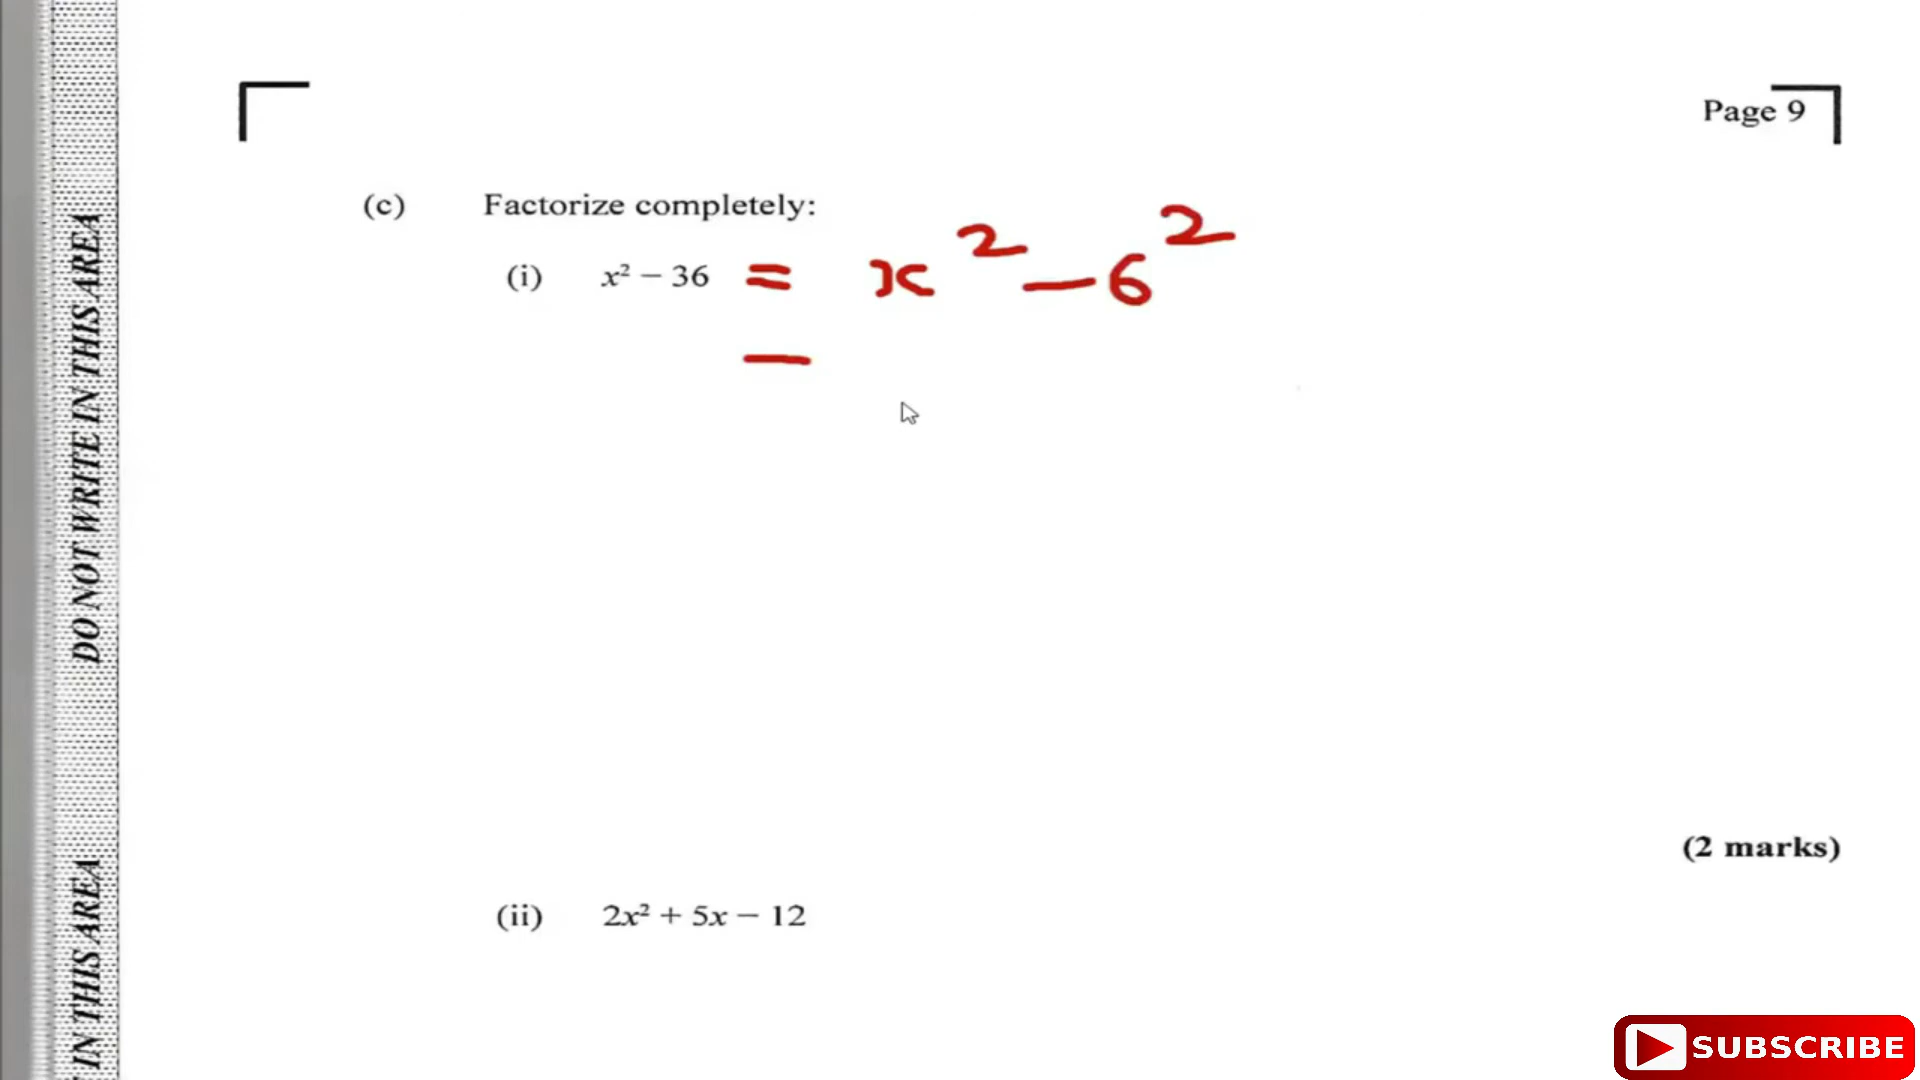 Page 9
(c) Factorize completely:
(i) x² − 36 = x² − 6²
=
(2 marks)
(ii) 2x² + 5x − 12
DO NOT WRITE IN THIS AREA
IN THIS AREA
SUBSCRIBE